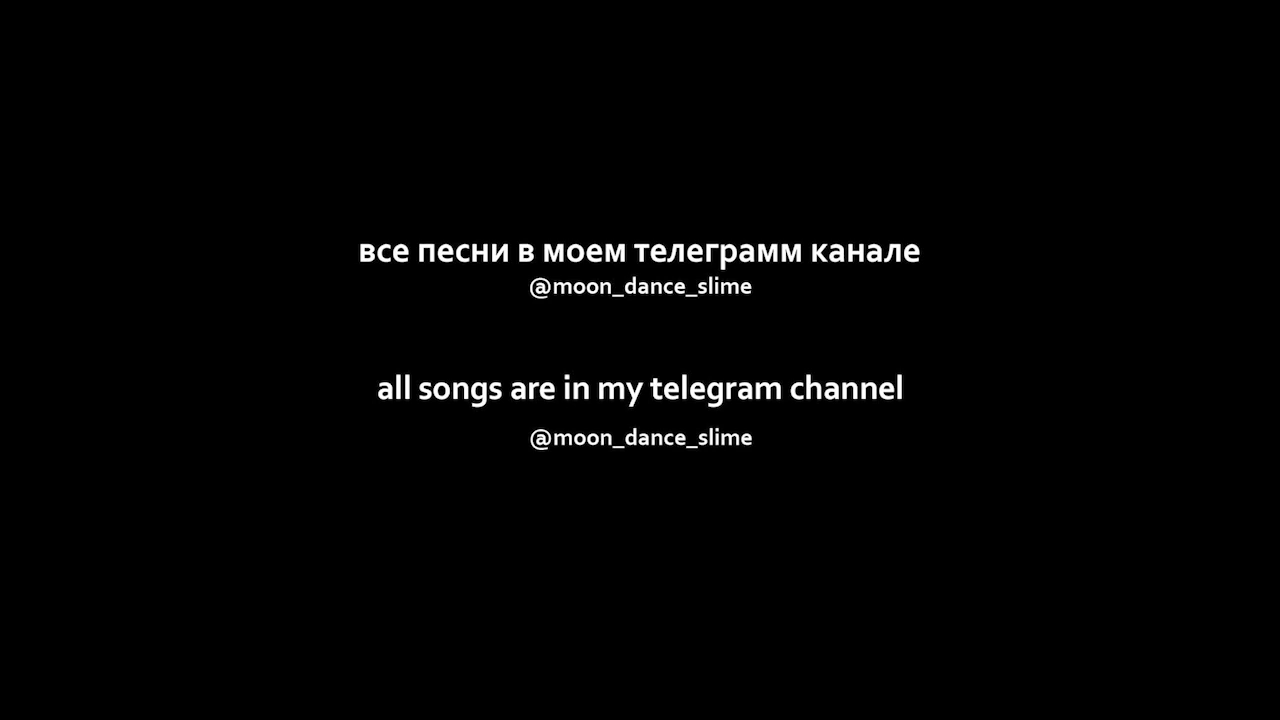 все песни в моем телеграмм канале
@moon_dance_slime
all songs are in my telegram channel
@moon_dance_slime